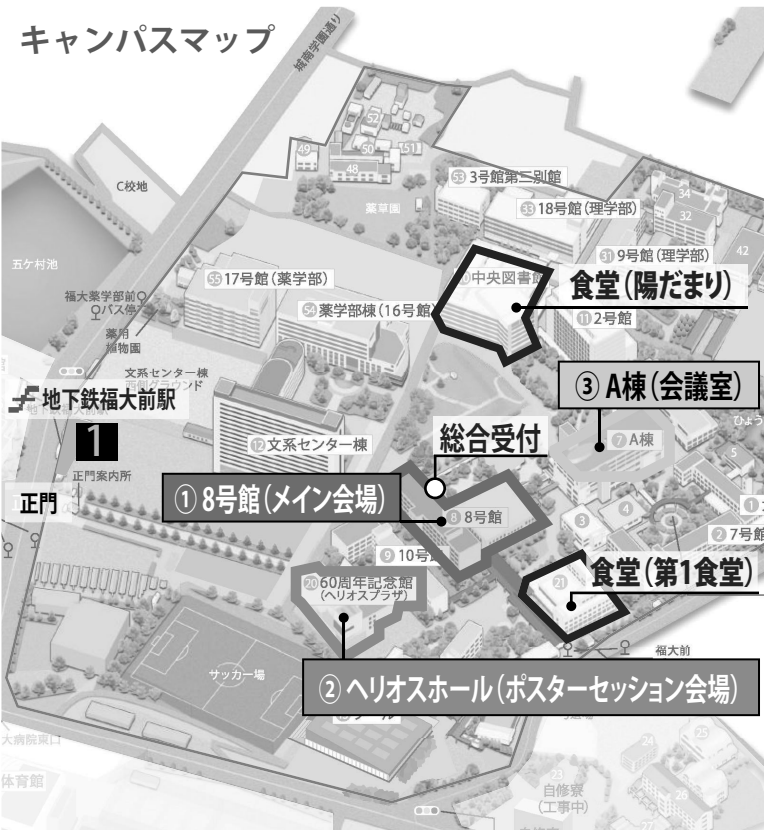 キャンパスマップ
城南学園通り
52
49
50
51
48
C校地
53 3号館第二別館
34
薬草園
33 18号館(理学部)
32
五ケ村池
31 9号館(理学部)
42
55 17号館(薬学部)
中央図書館
食堂(陽だまり)
福大薬学部前
バス停
54 薬学部棟(16号館)
11 2号館
薬用
植物園
文系センター棟
西側グラウンド
③ A棟(会議室)
地下鉄福大前駅
1
12 文系センター棟
総合受付
7 A棟
ひょう
5
正門案内所
正門
① 8号館(メイン会場)
8 8号館
3
4
1
2 7号館
9 10号
20 60周年記念館
(ヘリオスプラザ)
21
食堂(第1食堂)
福大前
サッカー場
② ヘリオスホール(ポスターセッション会場)
プール
大病院東口
24
25
体育館
23
自修寮
(工事中)
26
27